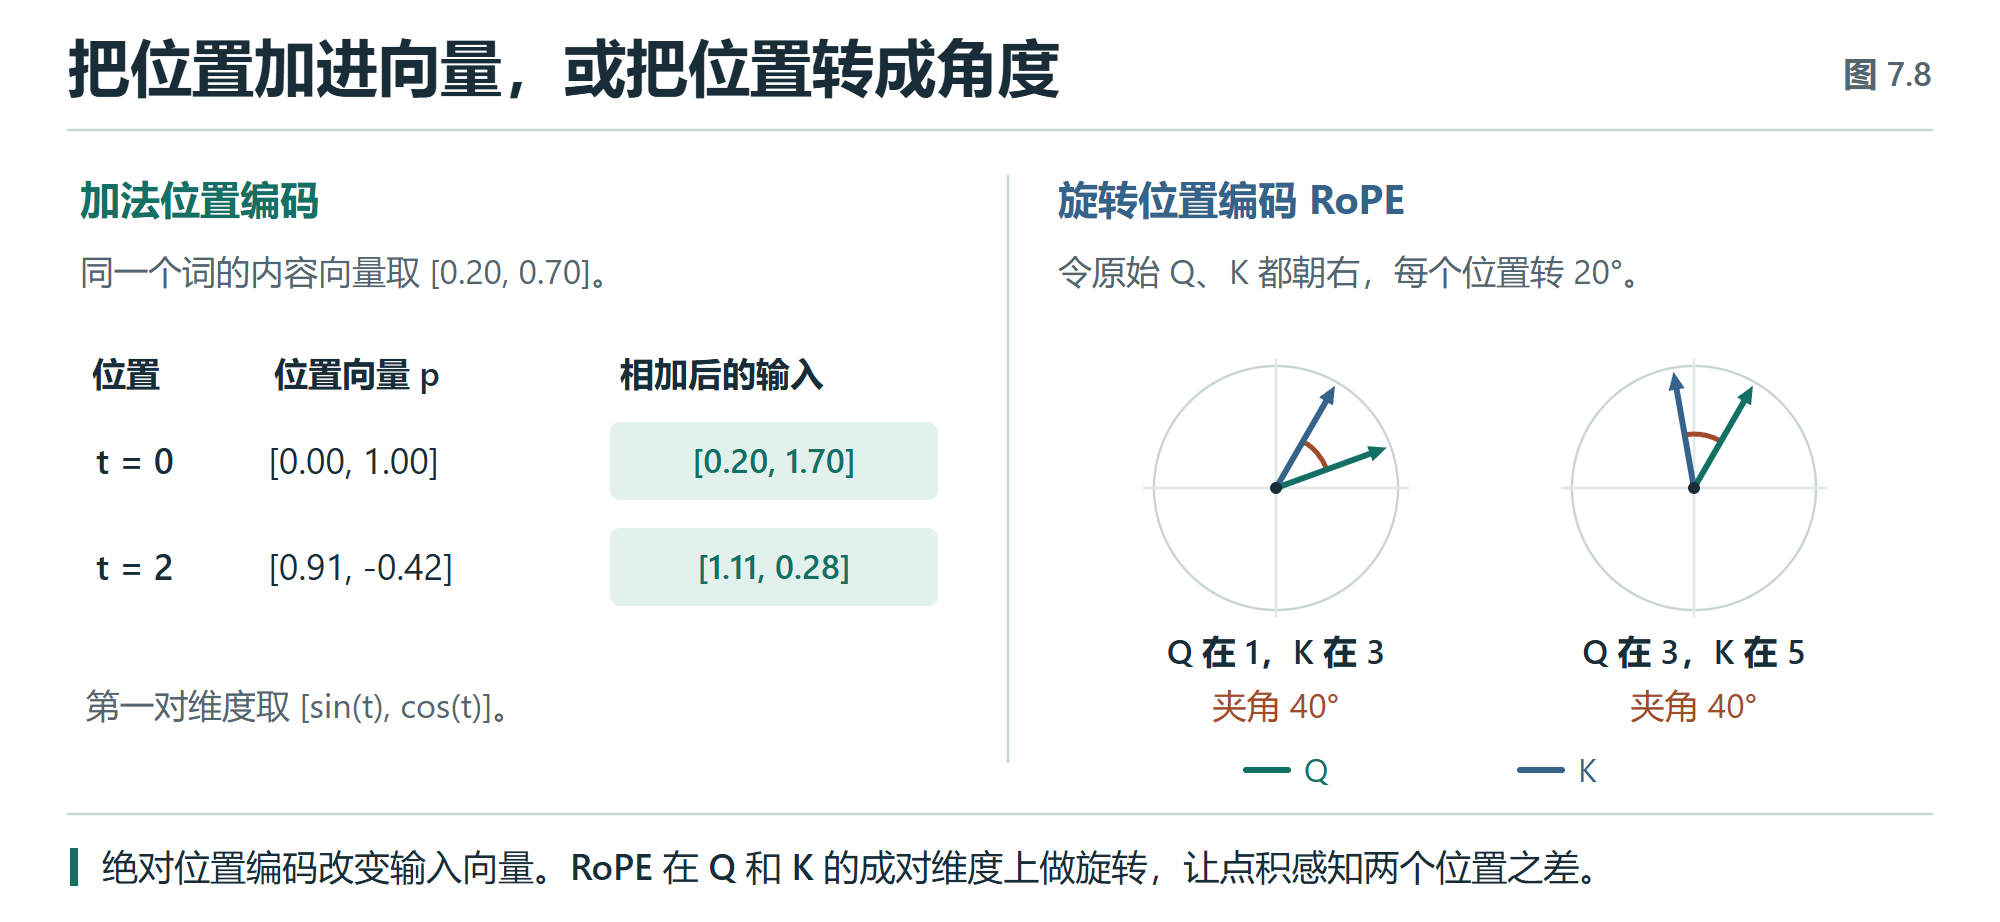 把位置加进向量，或把位置转成角度
图 7.8
加法位置编码
同一个词的内容向量取 [0.20, 0.70]。
位置 位置向量 p 相加后的输入
t = 0 [0.00, 1.00] [0.20, 1.70]
t = 2 [0.91, -0.42] [1.11, 0.28]
第一对维度取 [sin(t), cos(t)]。
旋转位置编码 RoPE
令原始 Q、K 都朝右，每个位置转 20°。
Q 在 1，K 在 3
夹角 40°
Q 在 3，K 在 5
夹角 40°
Q
K
绝对位置编码改变输入向量。RoPE 在 Q 和 K 的成对维度上做旋转，让点积感知两个位置之差。